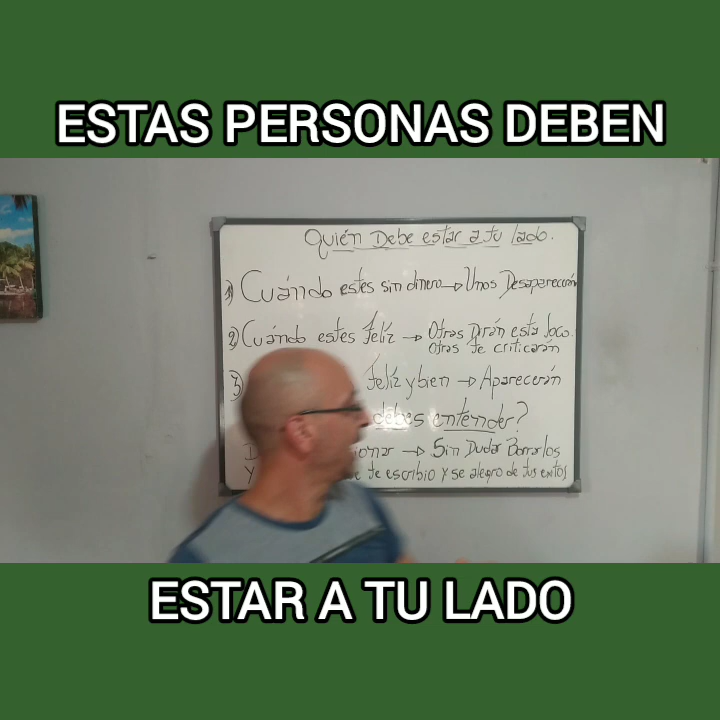 ESTAS PERSONAS DEBEN
Quién Debe estar a tu lado.
1) Cuándo estes sin dinero → Unos Desaparecerán
2) Cuándo estes feliz → Otros Dirán esta loco.
Otros te criticarán
3) feliz y bien → Aparecerán
debes entender?
→ Sin Dudar Borrarlos
Y te escribio y se alegro de tus exitos
ESTAR A TU LADO